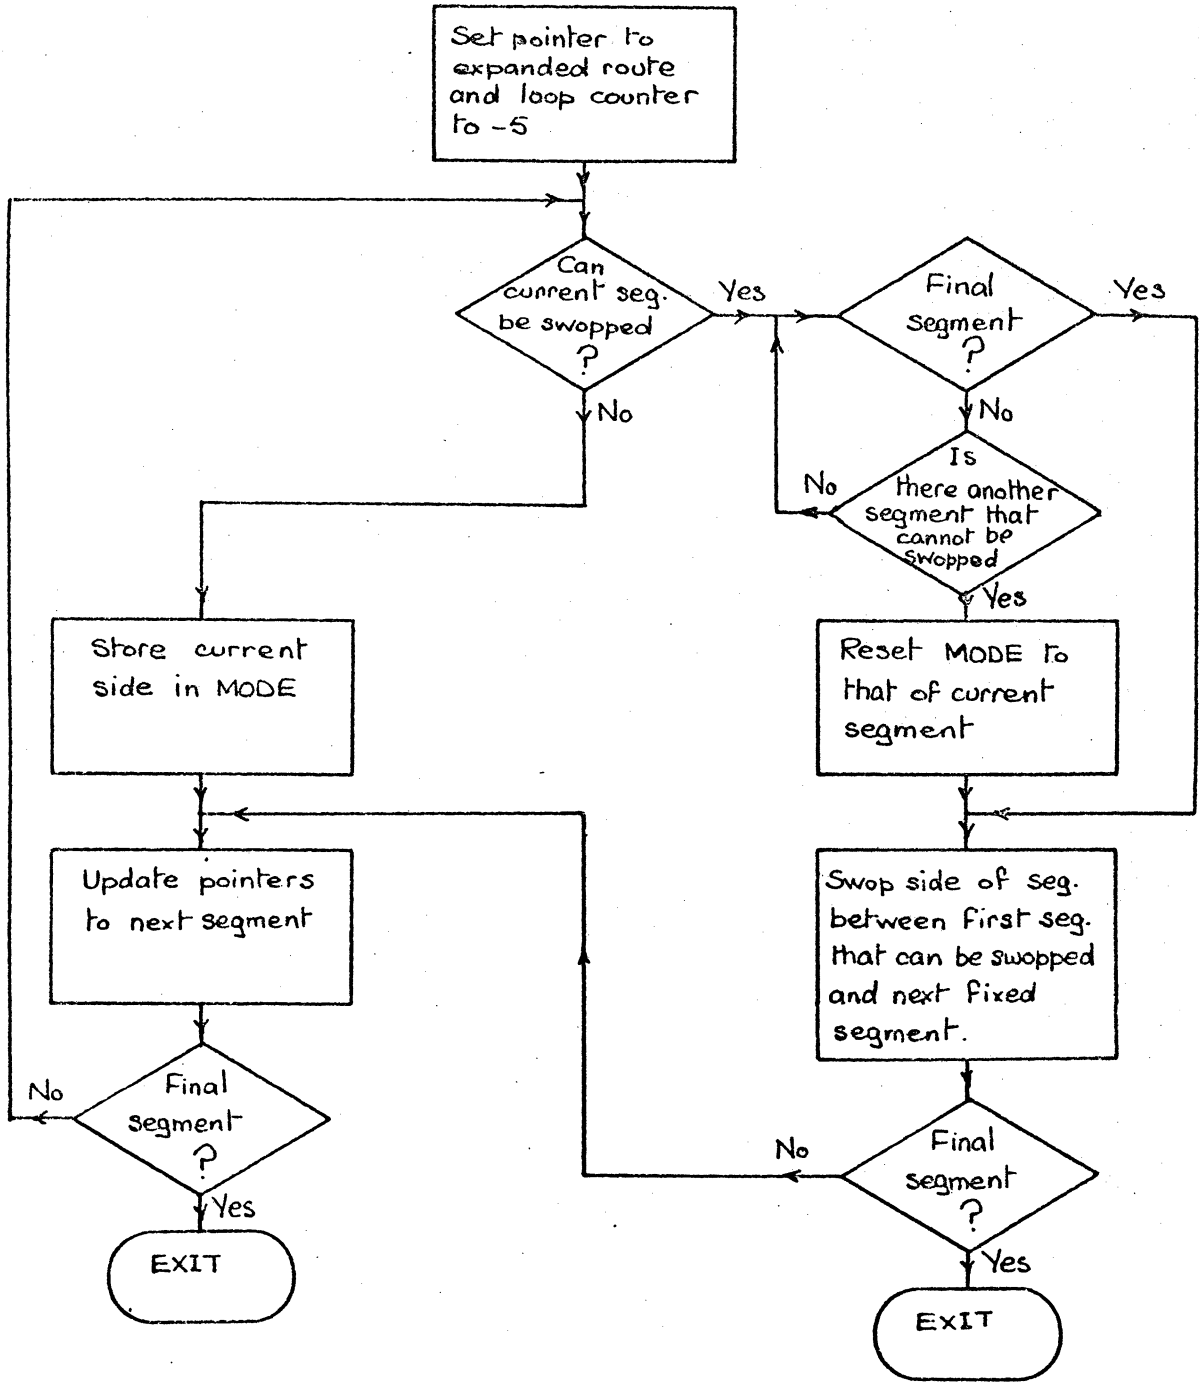 Set pointer to
expanded route
and loop counter
to -5
Can
current seg.
be swopped
?
Yes
No
Final
segment
?
Yes
No
Is
there another
segment that
cannot be
swopped
No
Yes
Store current
side in MODE
Reset MODE to
that of current
segment
Update pointers
to next segment
Swop side of seg.
between first seg.
that can be swopped
and next fixed
segment.
Final
segment
?
No
Yes
EXIT
Final
segment
?
No
Yes
EXIT